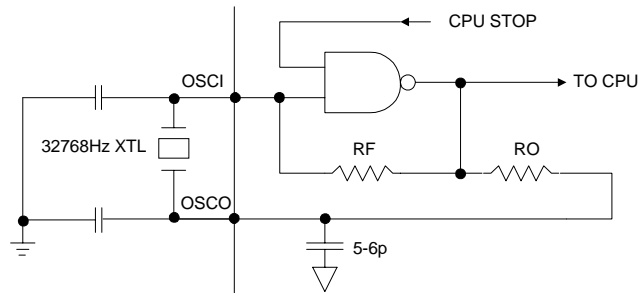 CPU STOP
OSCI
TO CPU
32768Hz XTL
RF
RO
OSCO
5-6p